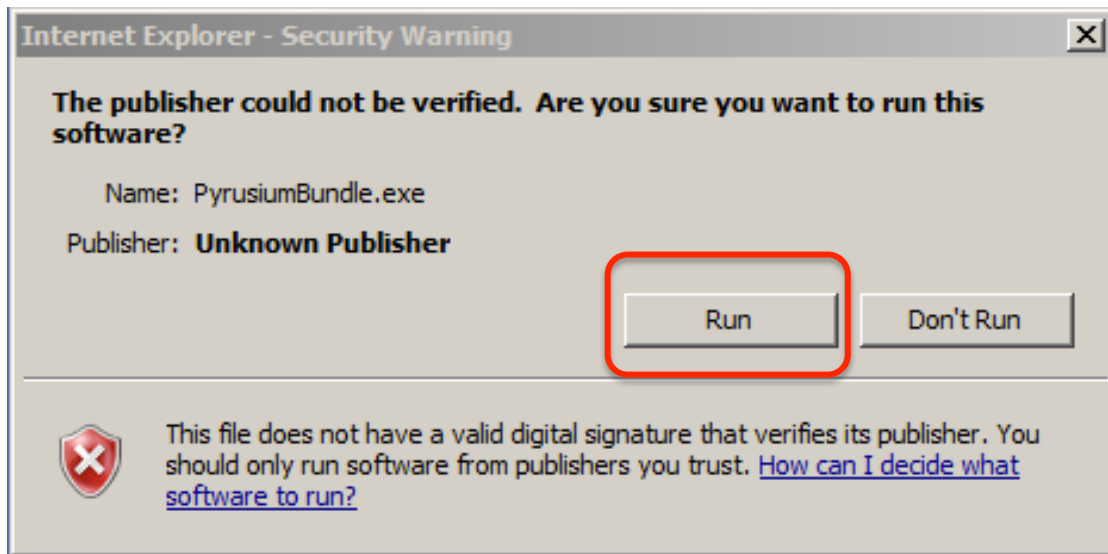 Internet Explorer - Security Warning
The publisher could not be verified. Are you sure you want to run this
software?
Name: PyrusiumBundle.exe
Publisher: Unknown Publisher
Run Don't Run
This file does not have a valid digital signature that verifies its publisher. You
should only run software from publishers you trust. How can I decide what
software to run?